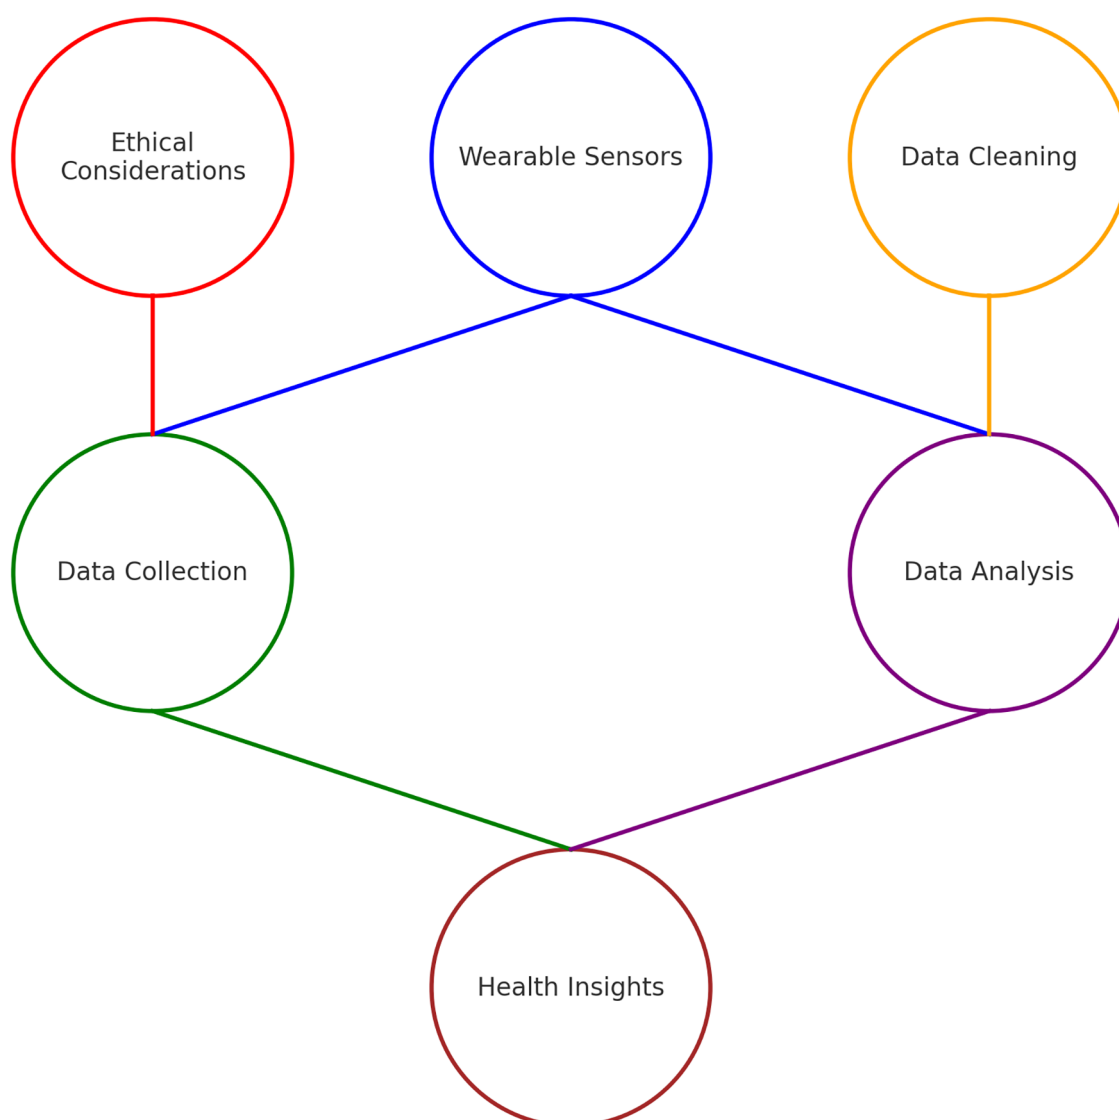 Ethical
Considerations
Wearable Sensors
Data Cleaning
Data Collection
Data Analysis
Health Insights